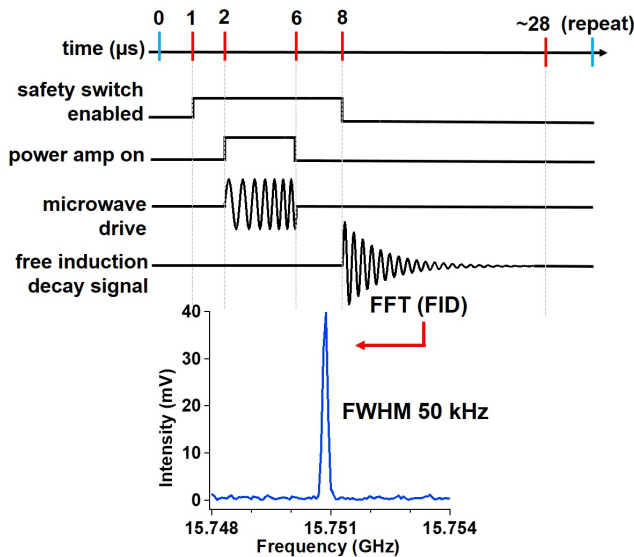 0 1 2 6 8 ~28 (repeat)
time (µs)
safety switch
enabled
power amp on
microwave
drive
free induction
decay signal
FFT (FID)
40
30
FWHM 50 kHz
20
10
0
Intensity (mV)
15.748 15.751 15.754
Frequency (GHz)